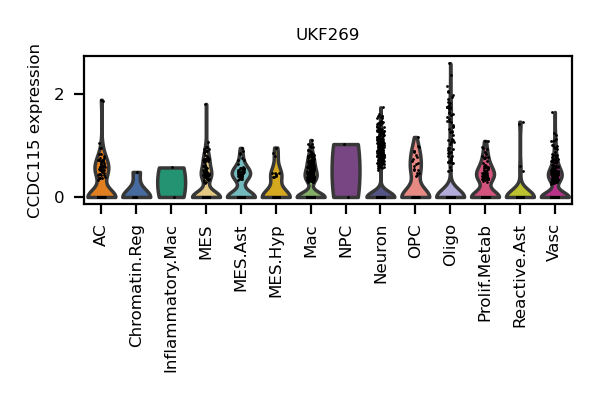 UKF269
CCDC115 expression
2
0
AC
Chromatin.Reg
Inflammatory.Mac
MES
MES.Ast
MES.Hyp
Mac
NPC
Neuron
OPC
Oligo
Prolif.Metab
Reactive.Ast
Vasc